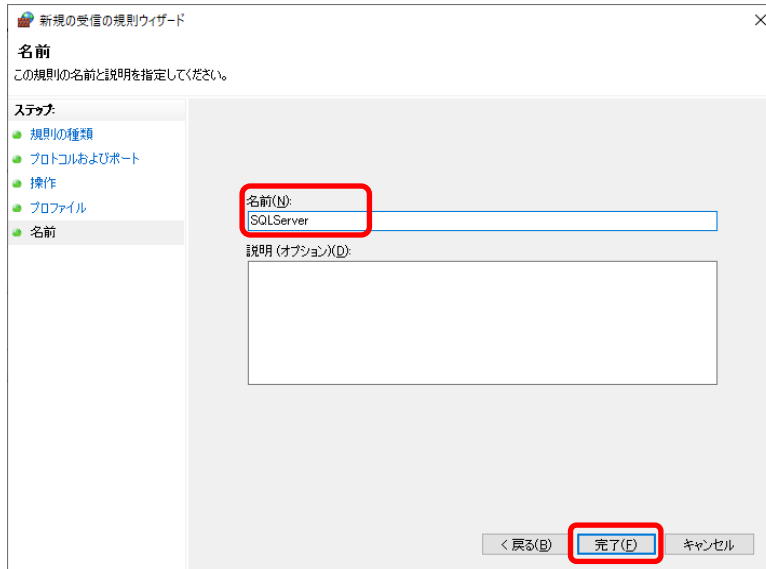 新規の受信の規則ウィザード
名前
この規則の名前と説明を指定してください。
ステップ:
規則の種類
プロトコルおよびポート
操作
プロファイル
名前
名前(N):
SQLServer
説明 (オプション)(D):
< 戻る(B)
完了(F)
キャンセル